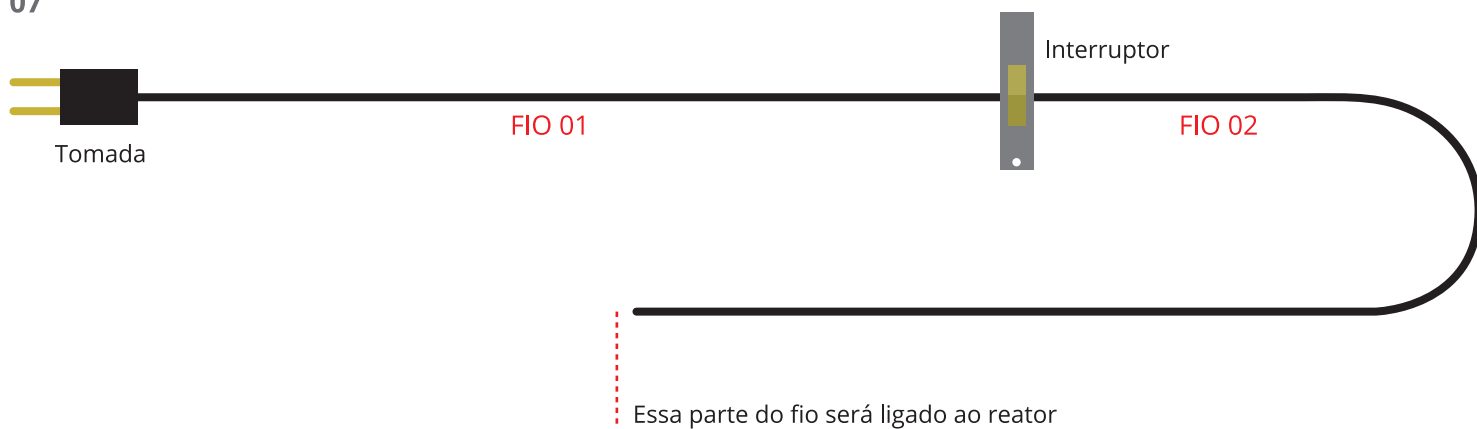 07
Interruptor
FIO 01
FIO 02
Tomada
Essa parte do fio será ligado ao reator